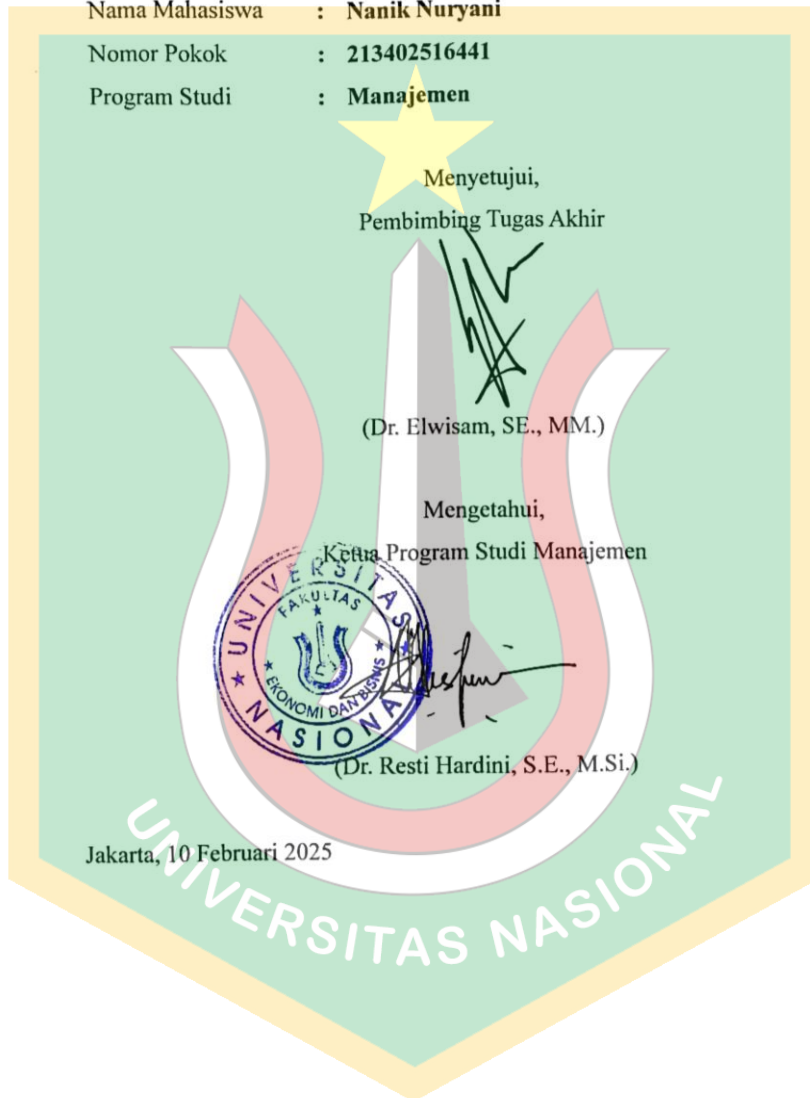 Nama Mahasiswa : Nanik Nuryani
Nomor Pokok : 213402516441
Program Studi : Manajemen
Menyetujui,
Pembimbing Tugas Akhir
(Dr. Elwisam, SE., MM.)
Mengetahui,
Ketua Program Studi Manajemen
UNIVERSITAS NASIONAL
FAKULTAS
EKONOMI DAN BISNIS
(Dr. Resti Hardini, S.E., M.Si.)
Jakarta, 10 Februari 2025
UNIVERSITAS NASIONAL